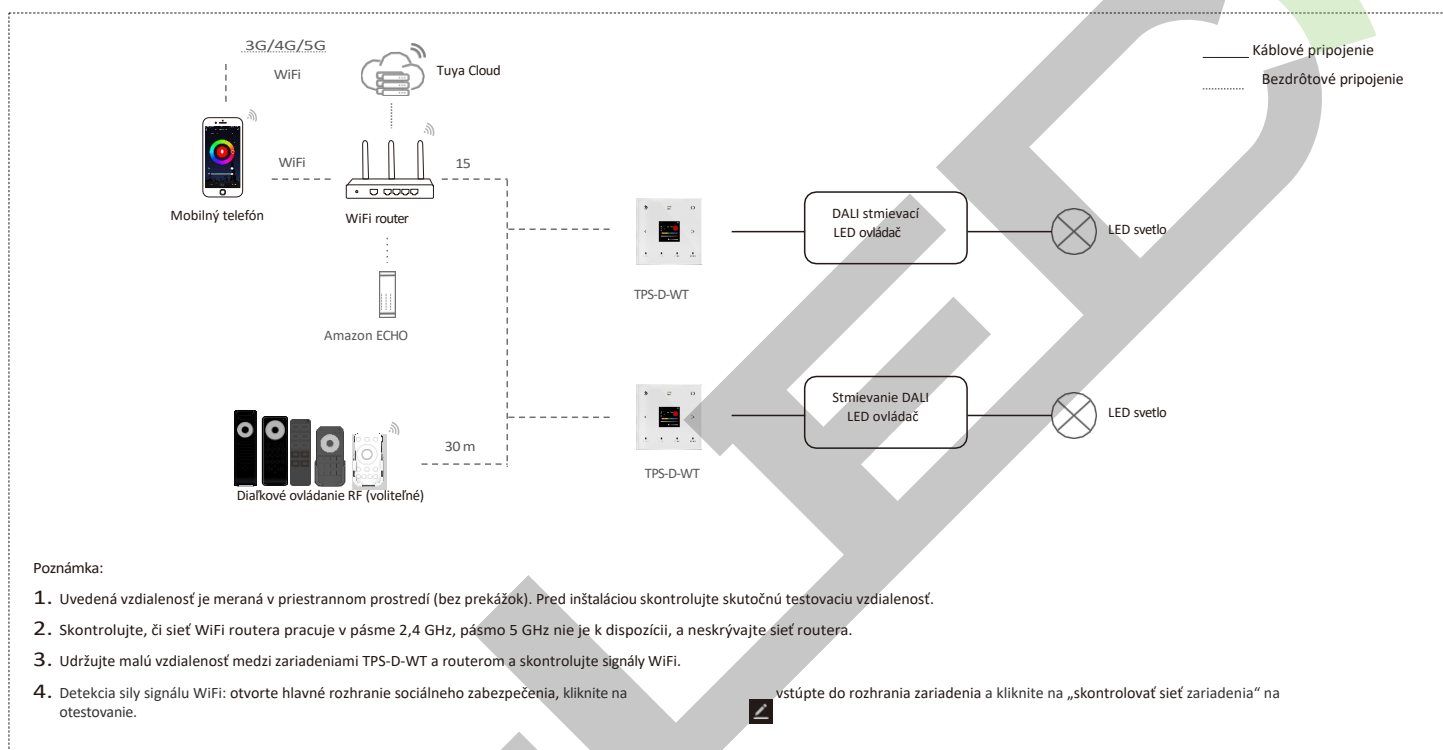 3G/4G/5G
WiFi
Tuya Cloud
Káblové pripojenie
Bezdrôtové pripojenie
WiFi
15
Mobilný telefón
WiFi router
DALI stmievací
LED ovládač
LED svetlo
TPS-D-WT
Amazon ECHO
Stmievanie DALI
LED ovládač
LED svetlo
30 m
TPS-D-WT
Diaľkové ovládanie RF (voliteľné)
Poznámka:
1. Uvedená vzdialenosť je meraná v priestrannom prostredí (bez prekážok). Pred inštaláciou skontrolujte skutočnú testovaciu vzdialenosť.
2. Skontrolujte, či sieť WiFi routera pracuje v pásme 2,4 GHz, pásmo 5 GHz nie je k dispozícii, a neskrývajte sieť routera.
3. Udržujte malú vzdialenosť medzi zariadeniami TPS-D-WT a routerom a skontrolujte signály WiFi.
4. Detekcia sily signálu WiFi: otvorte hlavné rozhranie sociálneho zabezpečenia, kliknite na vstúpte do rozhrania zariadenia a kliknite na „skontrolovať sieť zariadenia“ na
otestovanie.